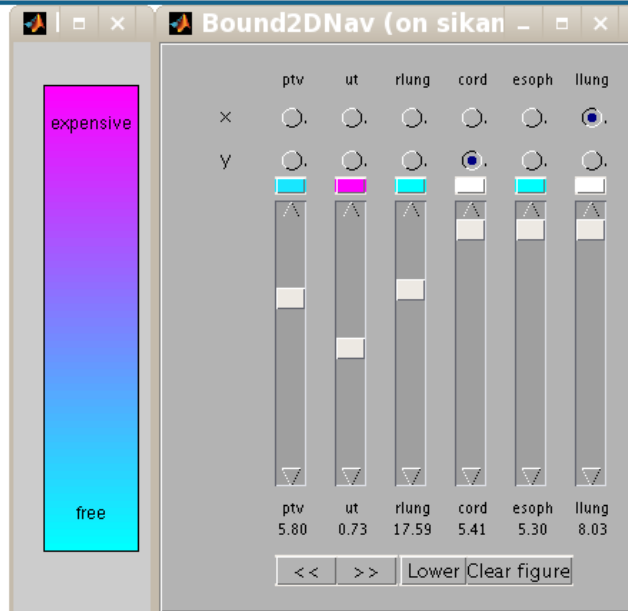 Bound2DNav (on sikan
expensive
free
ptv ut rlung cord esoph llung
x
y
ptv ut rlung cord esoph llung
5.80 0.73 17.59 5.41 5.30 8.03
<< >> Lower Clear figure